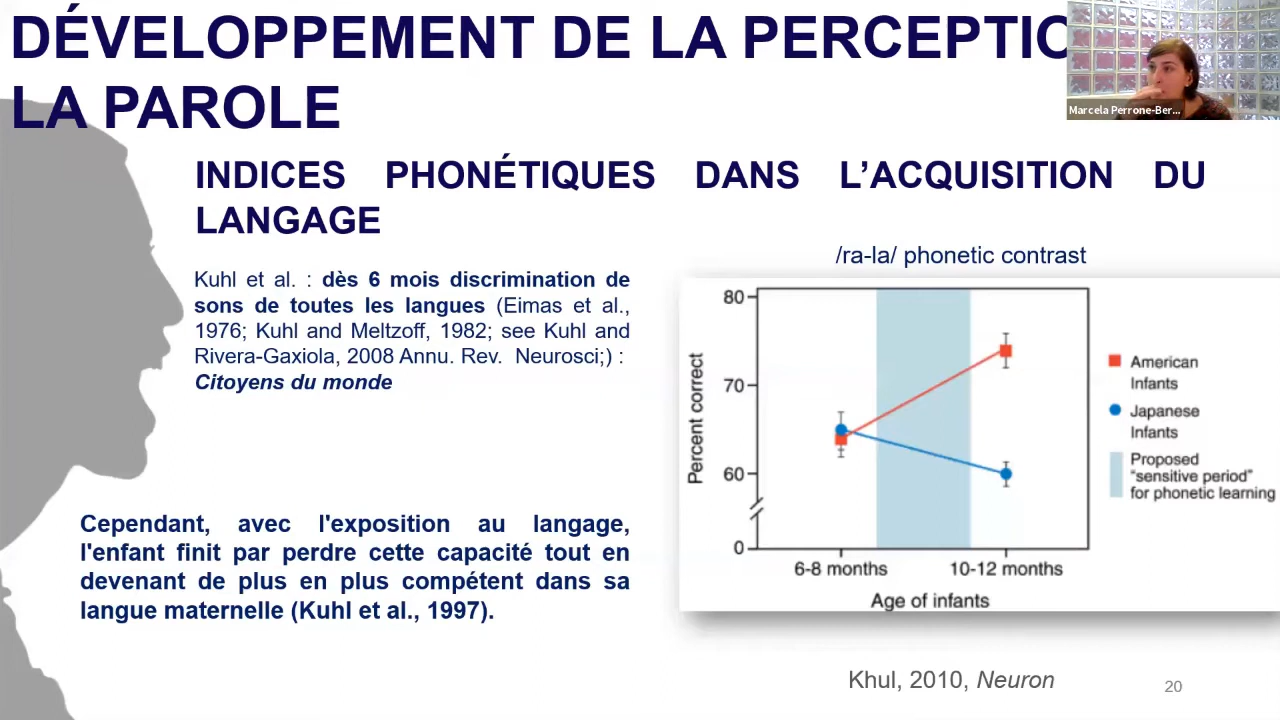 DÉVELOPPEMENT DE LA PERCEPTIO
LA PAROLE
Marcela Perrone-Ber...
INDICES PHONÉTIQUES DANS L’ACQUISITION DU
LANGAGE
Kuhl et al. : dès 6 mois discrimination de
sons de toutes les langues (Eimas et al.,
1976; Kuhl and Meltzoff, 1982; see Kuhl and
Rivera-Gaxiola, 2008 Annu. Rev. Neurosci;) :
Citoyens du monde
Cependant, avec l'exposition au langage,
l'enfant finit par perdre cette capacité tout en
devenant de plus en plus compétent dans sa
langue maternelle (Kuhl et al., 1997).
/ra-la/ phonetic contrast
Percent correct
80
70
60
0
6-8 months 10-12 months
Age of infants
American
Infants
Japanese
Infants
Proposed
“sensitive period”
for phonetic learning
Khul, 2010, Neuron
20